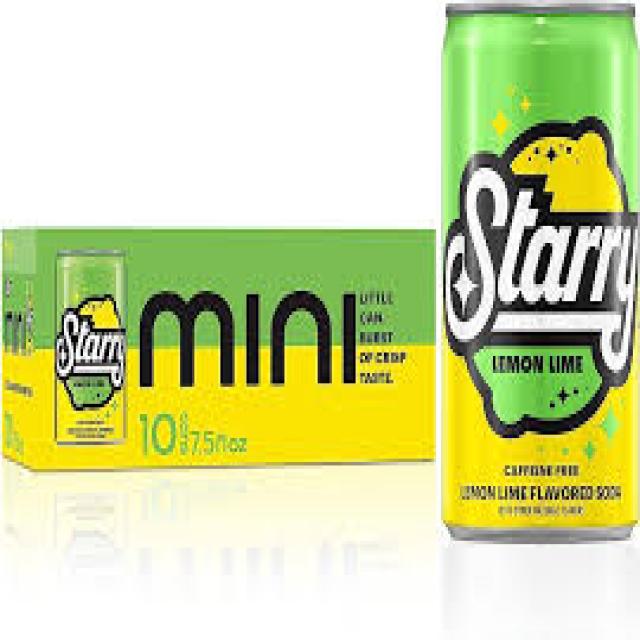 Starry
LEMON LIME
CAFFEINE FREE
LEMON LIME FLAVORED SODA
Starry
mini
LITTLE
CAN.
BURST
OF CRISP
TASTE.
10
7.5 fl oz